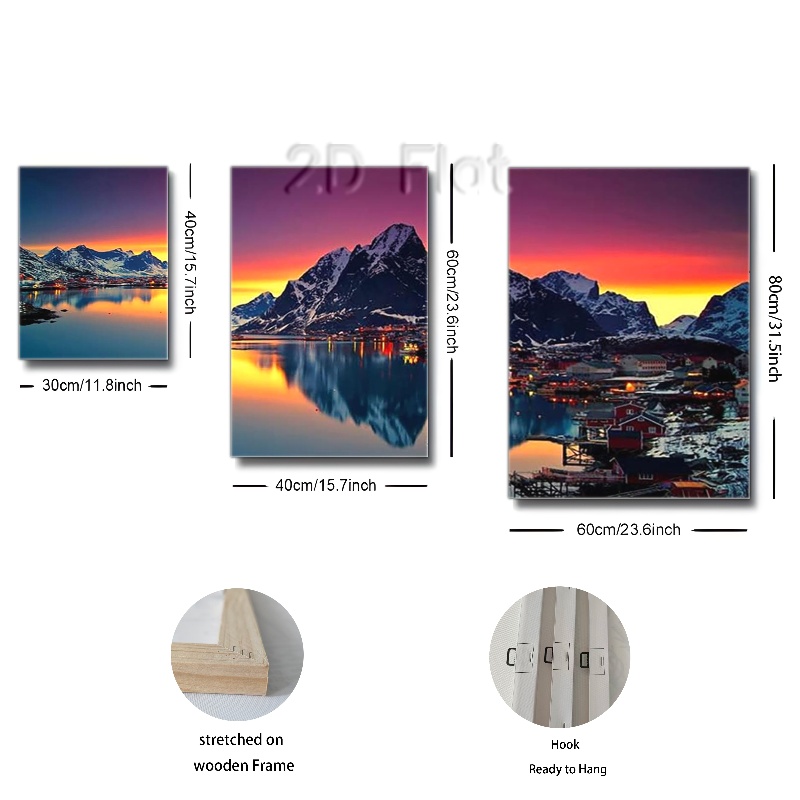 2D Flat
40cm/15.7inch
30cm/11.8inch
60cm/23.6inch
40cm/15.7inch
80cm/31.5inch
60cm/23.6inch
stretched on
wooden Frame
Hook
Ready to Hang